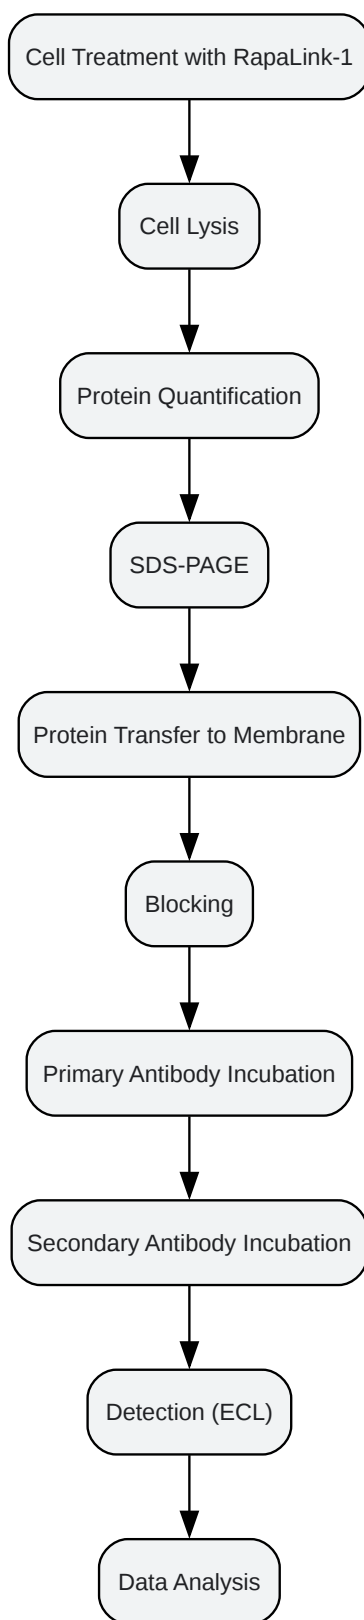 Cell Treatment with RapaLink-1
Cell Lysis
Protein Quantification
SDS-PAGE
Protein Transfer to Membrane
Blocking
Primary Antibody Incubation
Secondary Antibody Incubation
Detection (ECL)
Data Analysis